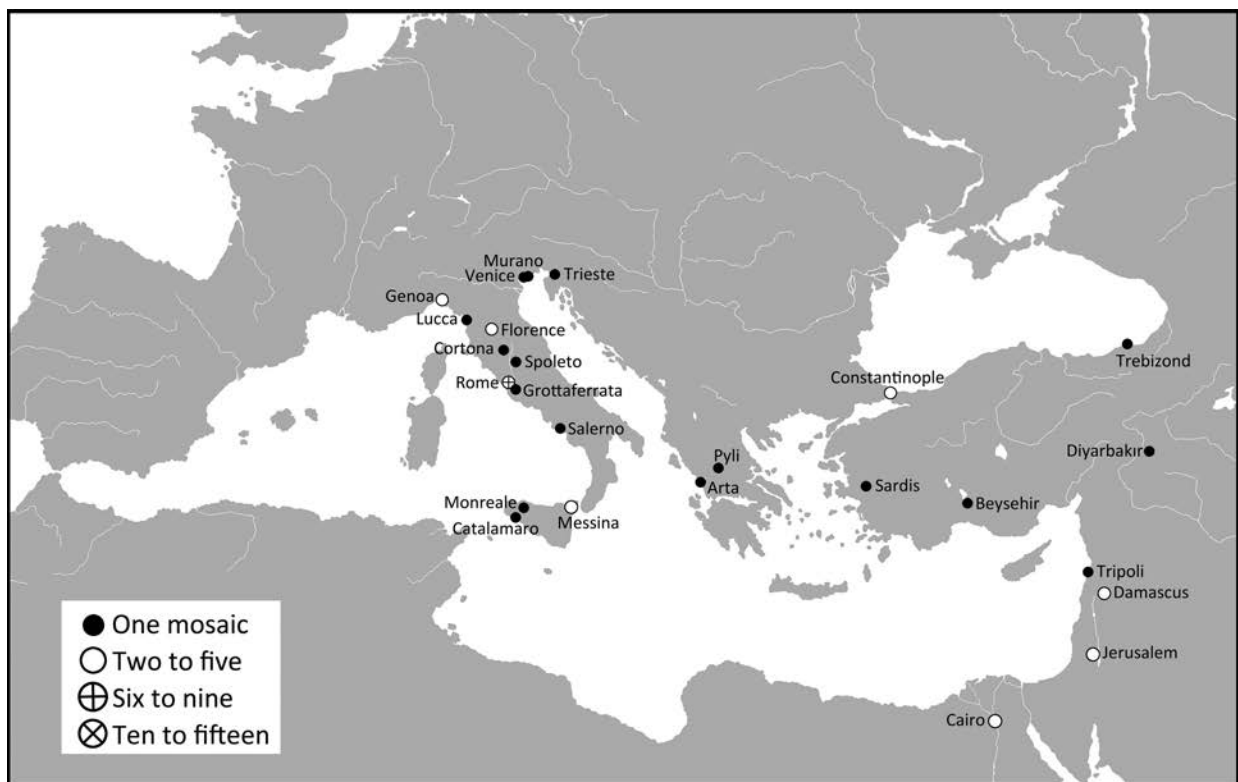 Murano
Venice
Trieste
Genoa
Lucca
Florence
Cortona
Spoleto
Rome
Grottaferrata
Salerno
Monreale
Catalamaro
Messina
Pyli
Arta
Constantinople
Trebizond
Diyarbakır
Sardis
Beysehir
Tripoli
Damascus
Jerusalem
Cairo
One mosaic
Two to five
Six to nine
Ten to fifteen